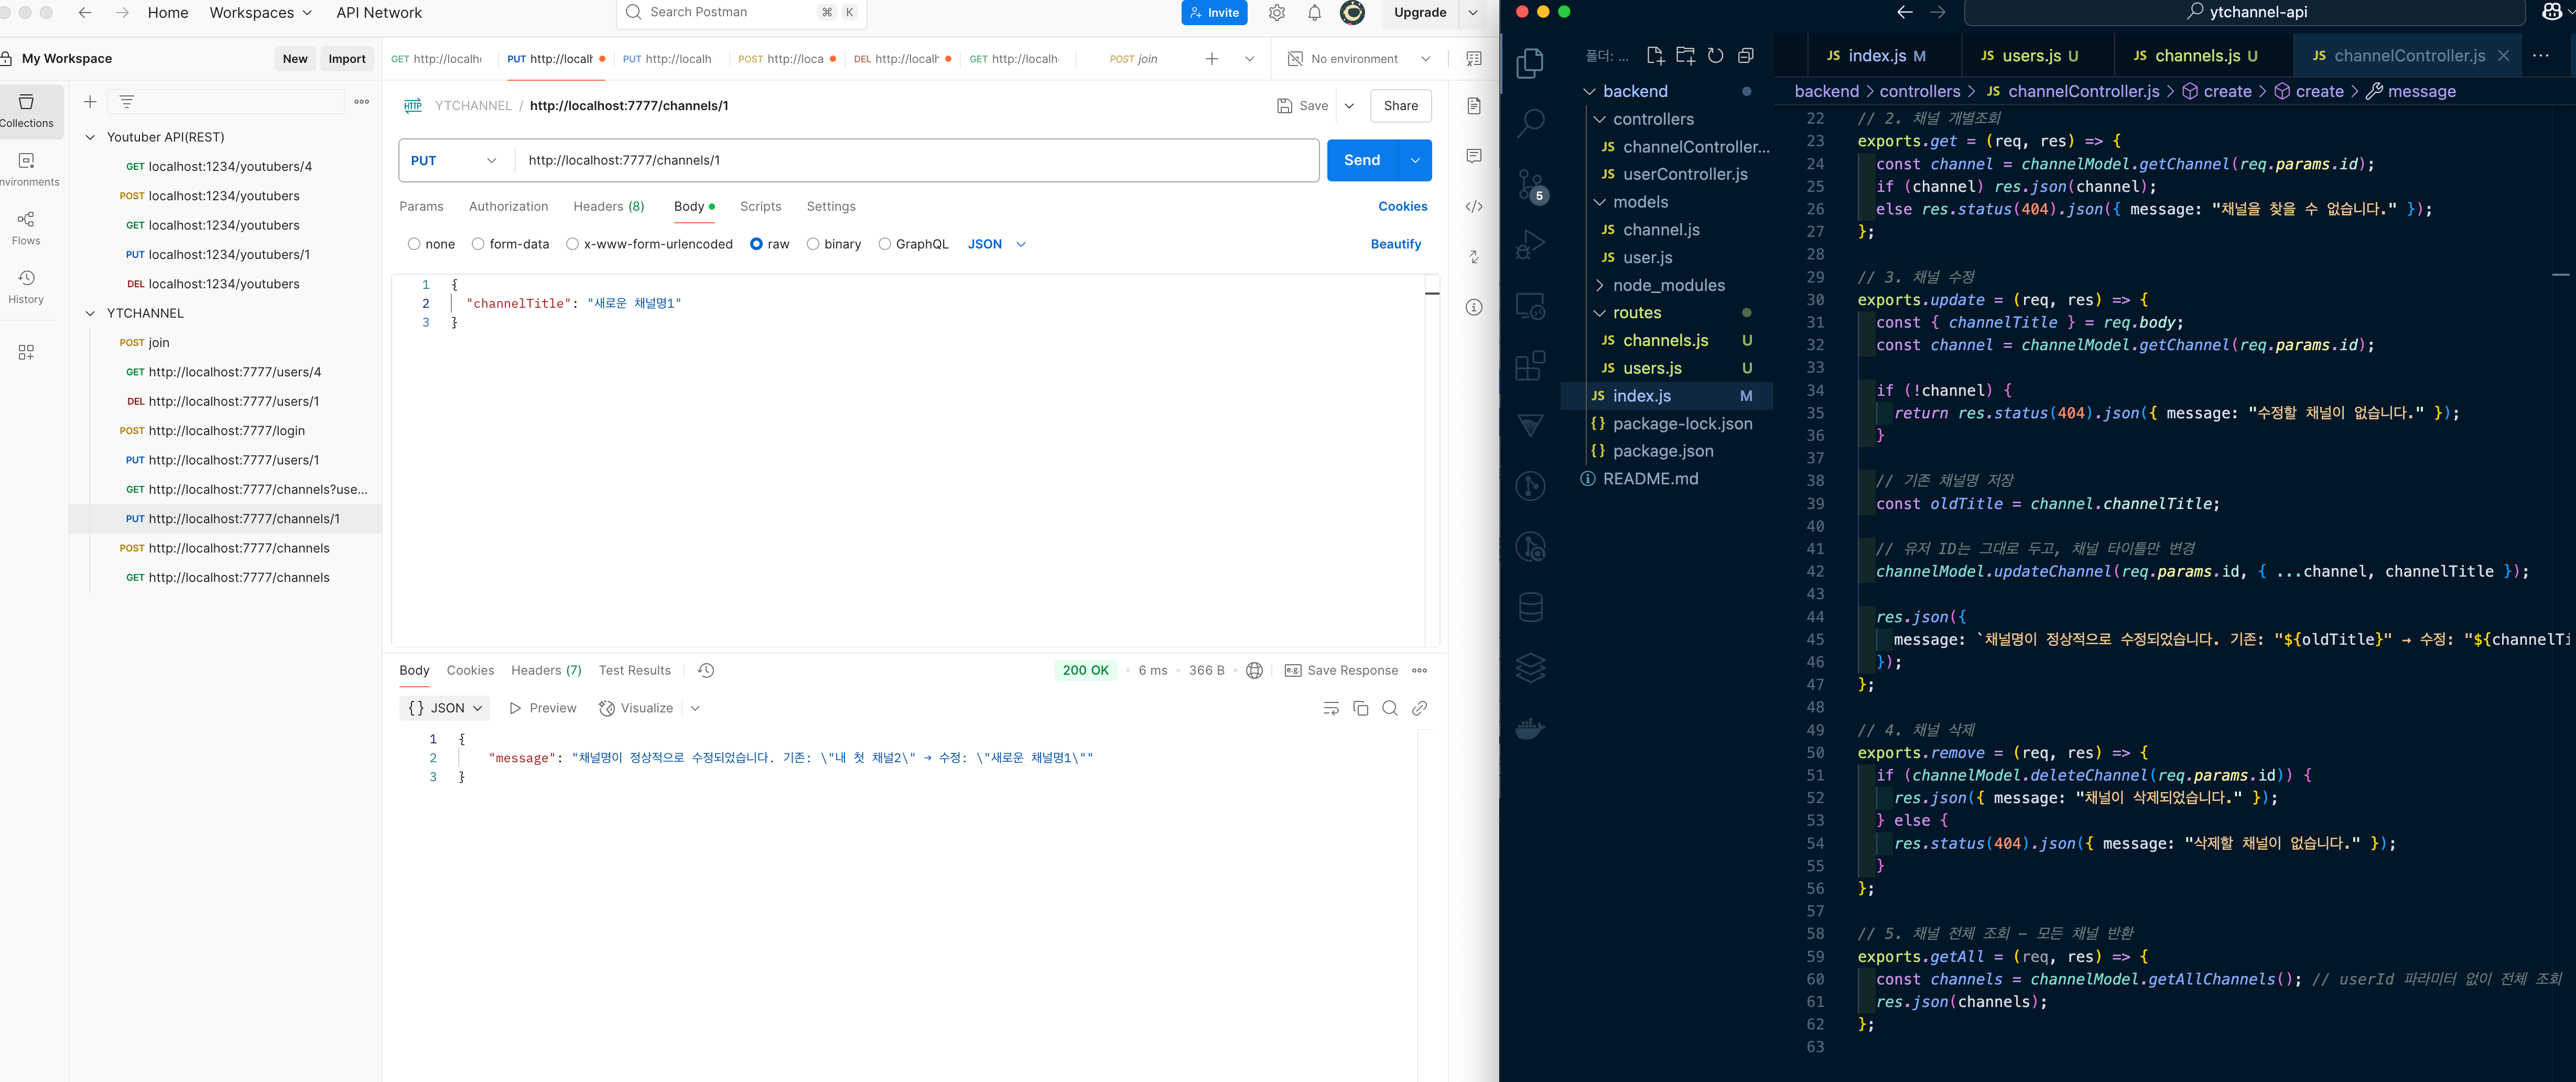 Home
Workspaces
API Network
Search Postman
⌘
K
Invite
Upgrade
My Workspace
New
Import
GET http://localh
PUT http://localh
PUT http://localh
POST http://loca
DEL http://localh
GET http://localh
POST join
No environment
Collections
nvironments
Flows
History
Youtuber API(REST)
GET localhost:1234/youtubers/4
POST localhost:1234/youtubers
GET localhost:1234/youtubers
PUT localhost:1234/youtubers/1
DEL localhost:1234/youtubers
YTCHANNEL
POST join
GET http://localhost:7777/users/4
DEL http://localhost:7777/users/1
POST http://localhost:7777/login
PUT http://localhost:7777/users/1
GET http://localhost:7777/channels?use...
PUT http://localhost:7777/channels/1
POST http://localhost:7777/channels
GET http://localhost:7777/channels
HTTP YTCHANNEL / http://localhost:7777/channels/1
Save
Share
PUT
http://localhost:7777/channels/1
Send
Params
Authorization
Headers (8)
Body
Scripts
Settings
Cookies
none
form-data
x-www-form-urlencoded
raw
binary
GraphQL
JSON
Beautify
1 {
2 "channelTitle": "새로운 채널명1"
3 }
Body
Cookies
Headers (7)
Test Results
200 OK
6 ms
366 B
e.g. Save Response
{} JSON
Preview
Visualize
1 {
2 "message": "채널명이 정상적으로 수정되었습니다. 기존: \"내 첫 채널2\" → 수정: \"새로운 채널명1\""
3 }
ytchannel-api
폴더: ...
JS index.js M
JS users.js U
JS channels.js U
JS channelController.js
backend
controllers
JS channelController...
JS userController.js
models
JS channel.js
JS user.js
node_modules
routes
JS channels.js U
JS users.js U
JS index.js M
{} package-lock.json
{} package.json
README.md
5
backend > controllers > JS channelController.js > create > create > message
22 // 2. 채널 개별조회
23 exports.get = (req, res) => {
24 const channel = channelModel.getChannel(req.params.id);
25 if (channel) res.json(channel);
26 else res.status(404).json({ message: "채널을 찾을 수 없습니다." });
27 };
28
29 // 3. 채널 수정
30 exports.update = (req, res) => {
31 const { channelTitle } = req.body;
32 const channel = channelModel.getChannel(req.params.id);
33
34 if (!channel) {
35 return res.status(404).json({ message: "수정할 채널이 없습니다." });
36 }
37
38 // 기존 채널명 저장
39 const oldTitle = channel.channelTitle;
40
41 // 유저 ID는 그대로 두고, 채널 타이틀만 변경
42 channelModel.updateChannel(req.params.id, { ...channel, channelTitle });
43
44 res.json({
45 message: `채널명이 정상적으로 수정되었습니다. 기존: "${oldTitle}" → 수정: "${channelTi
46 });
47 };
48
49 // 4. 채널 삭제
50 exports.remove = (req, res) => {
51 if (channelModel.deleteChannel(req.params.id)) {
52 res.json({ message: "채널이 삭제되었습니다." });
53 } else {
54 res.status(404).json({ message: "삭제할 채널이 없습니다." });
55 }
56 };
57
58 // 5. 채널 전체 조회 - 모든 채널 반환
59 exports.getAll = (req, res) => {
60 const channels = channelModel.getAllChannels(); // userId 파라미터 없이 전체 조회
61 res.json(channels);
62 };
63